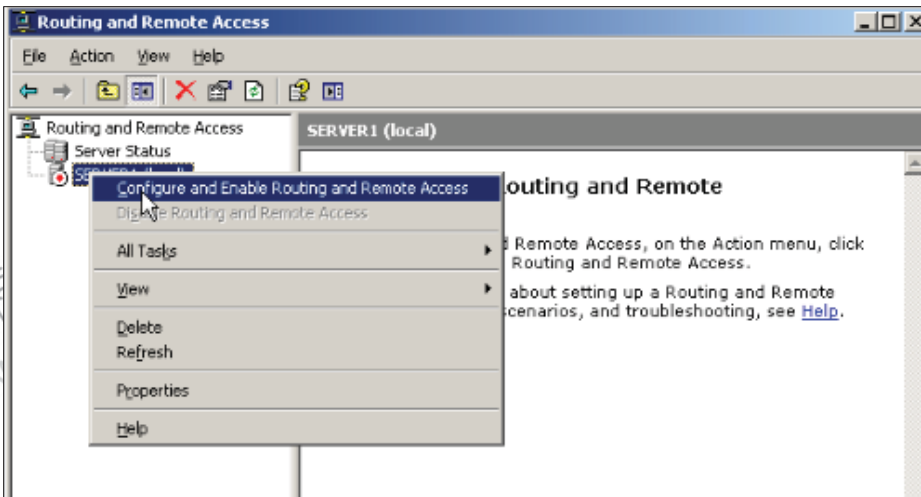 Routing and Remote Access
File Action View Help
Routing and Remote Access
Server Status
SERVER1 (local)
Configure and Enable Routing and Remote Access
Disable Routing and Remote Access
All Tasks
View
Delete
Refresh
Properties
Help
SERVER1 (local)
outing and Remote
d Remote Access, on the Action menu, click
Routing and Remote Access.
about setting up a Routing and Remote
cenarios, and troubleshooting, see Help.